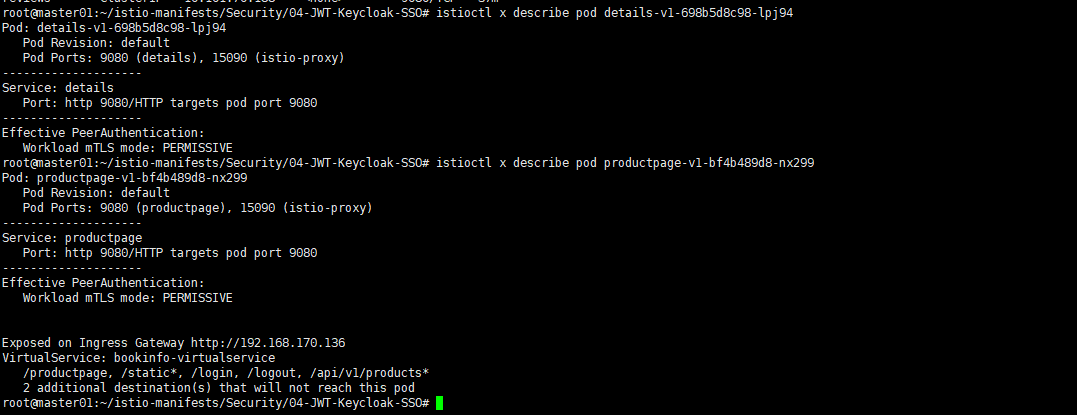 root@master01:~/istio-manifests/Security/04-JWT-Keycloak-SSO# istioctl x describe pod details-v1-698b5d8c98-lpj94
Pod: details-v1-698b5d8c98-lpj94
   Pod Revision: default
   Pod Ports: 9080 (details), 15090 (istio-proxy)
--------------------
Service: details
   Port: http 9080/HTTP targets pod port 9080
--------------------
Effective PeerAuthentication:
   Workload mTLS mode: PERMISSIVE
root@master01:~/istio-manifests/Security/04-JWT-Keycloak-SSO# istioctl x describe pod productpage-v1-bf4b489d8-nx299
Pod: productpage-v1-bf4b489d8-nx299
   Pod Revision: default
   Pod Ports: 9080 (productpage), 15090 (istio-proxy)
--------------------
Service: productpage
   Port: http 9080/HTTP targets pod port 9080
--------------------
Effective PeerAuthentication:
   Workload mTLS mode: PERMISSIVE
Exposed on Ingress Gateway http://192.168.170.136
VirtualService: bookinfo-virtualservice
   /productpage, /static*, /login, /logout, /api/v1/products*
   2 additional destination(s) that will not reach this pod
root@master01:~/istio-manifests/Security/04-JWT-Keycloak-SSO#